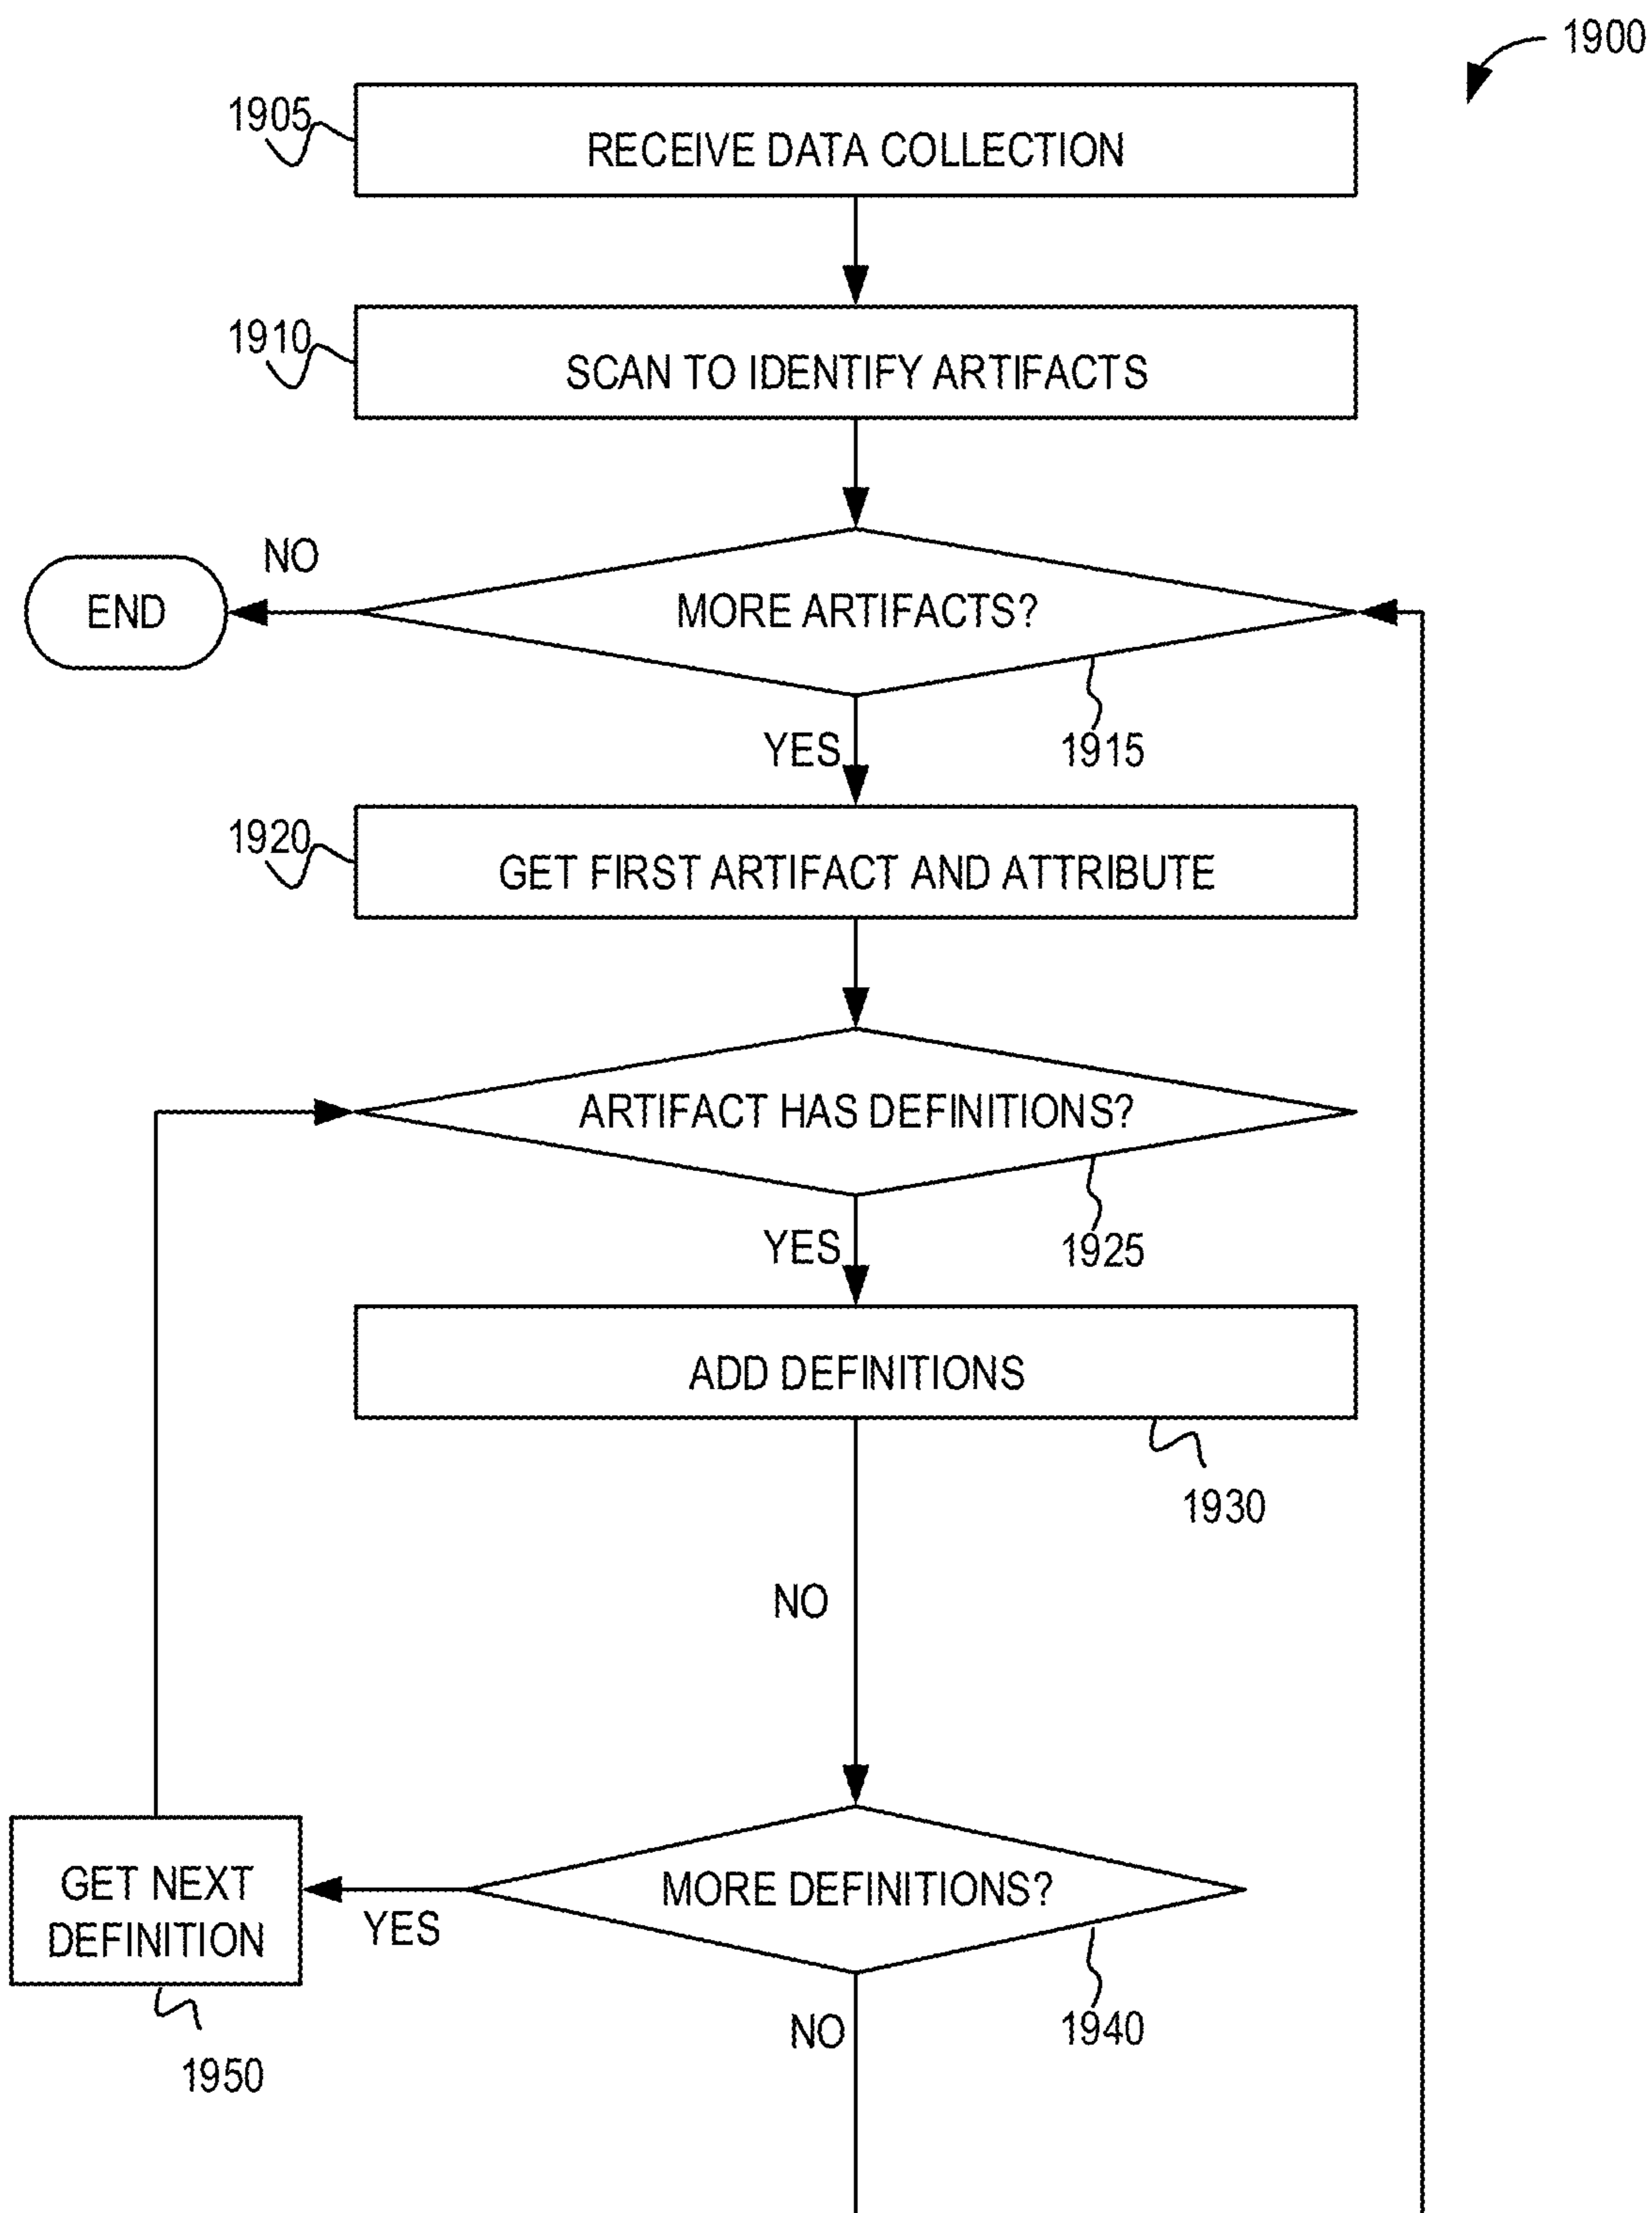 1900
1905
RECEIVE DATA COLLECTION
1910
SCAN TO IDENTIFY ARTIFACTS
NO
END
MORE ARTIFACTS?
YES
1915
1920
GET FIRST ARTIFACT AND ATTRIBUTE
ARTIFACT HAS DEFINITIONS?
YES
1925
ADD DEFINITIONS
1930
NO
GET NEXT
DEFINITION
YES
MORE DEFINITIONS?
NO
1940
1950